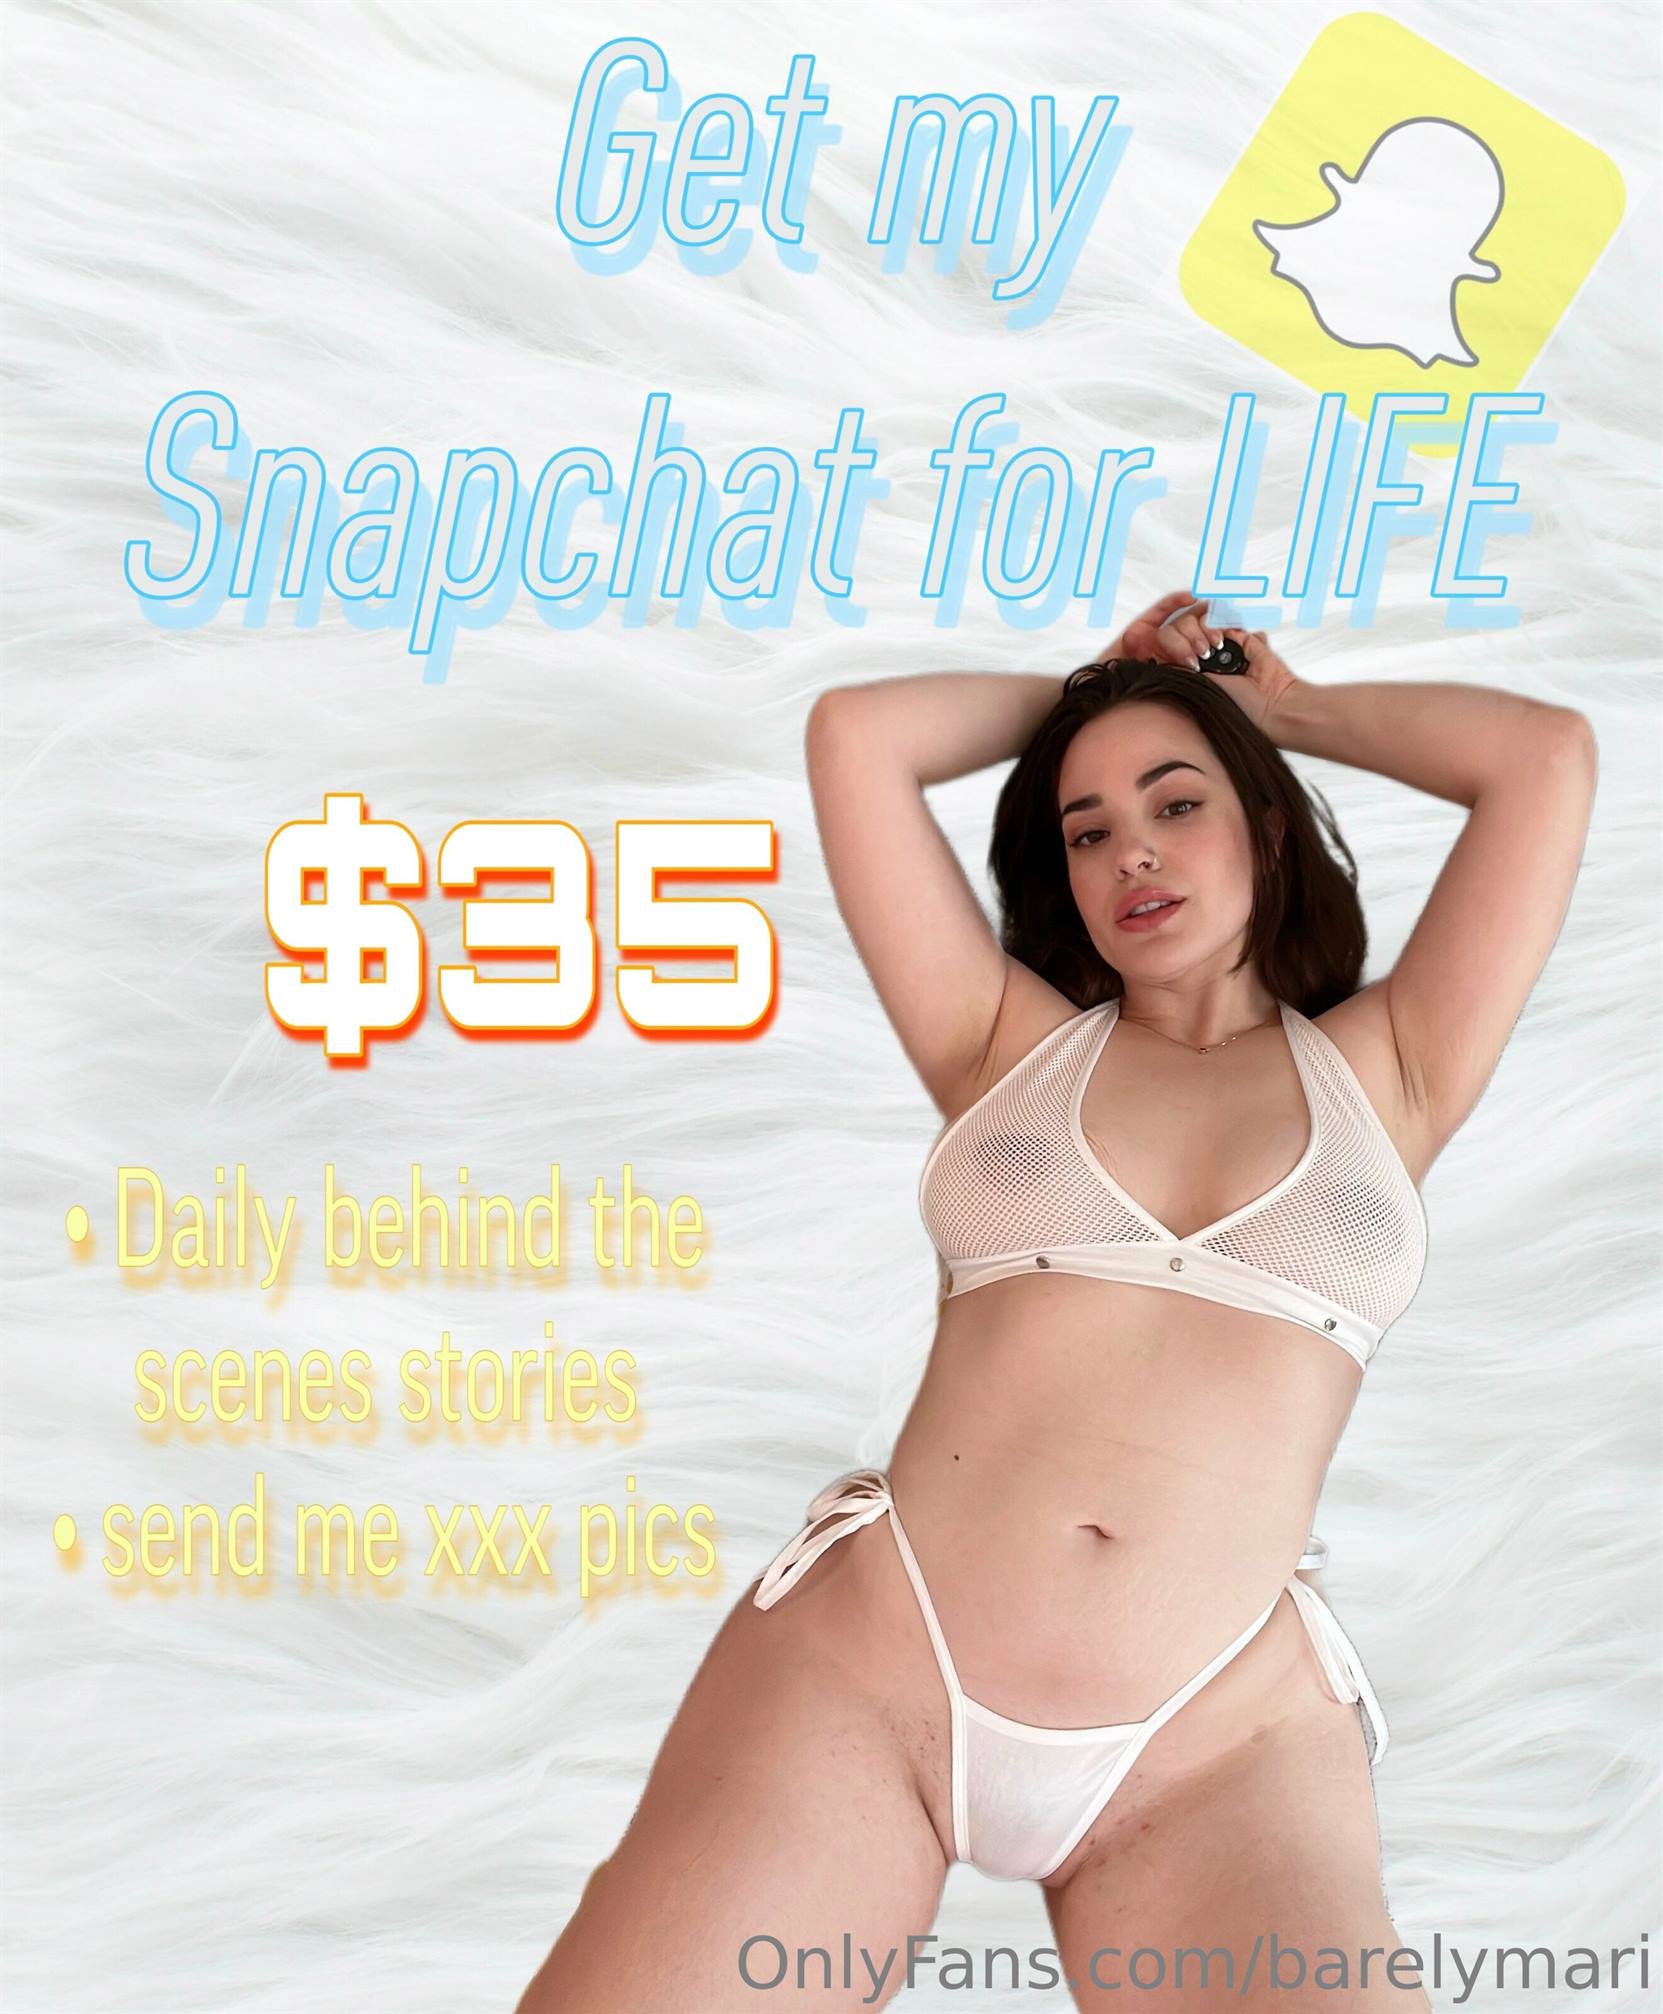 Get my
Snapchat for LIFE
$35
• Daily behind the
scenes stories
• send me xxx pics
OnlyFans.com/barelymari